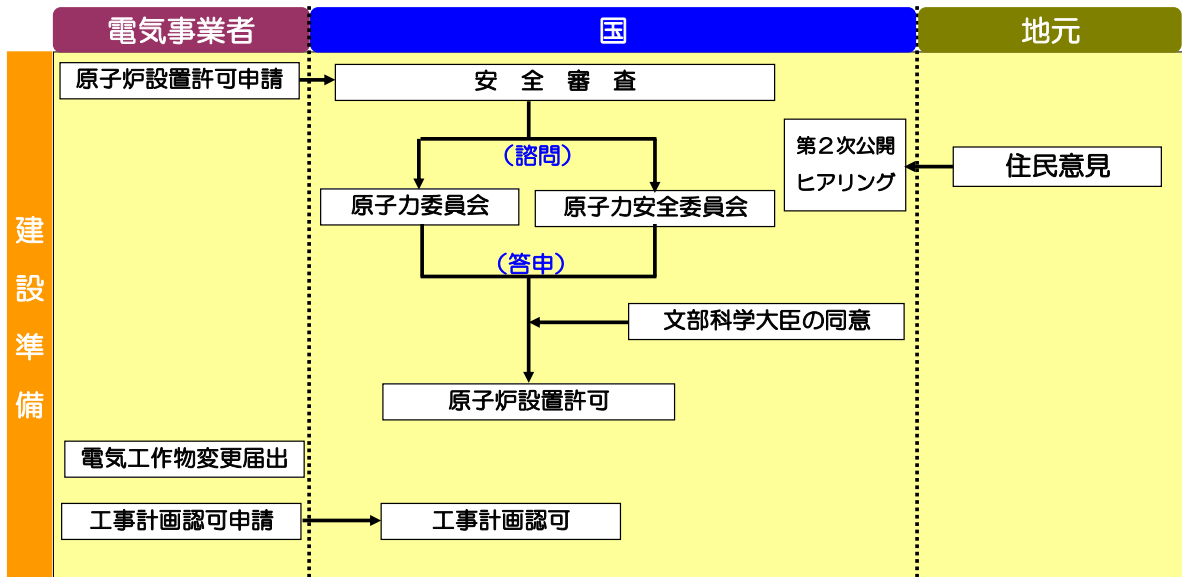 電気事業者
国
地元
建設準備
原子炉設置許可申請
安全審査
(諮問)
第2次公開
ヒアリング
住民意見
原子力委員会
原子力安全委員会
(答申)
文部科学大臣の同意
原子炉設置許可
電気工作物変更届出
工事計画認可申請
工事計画認可